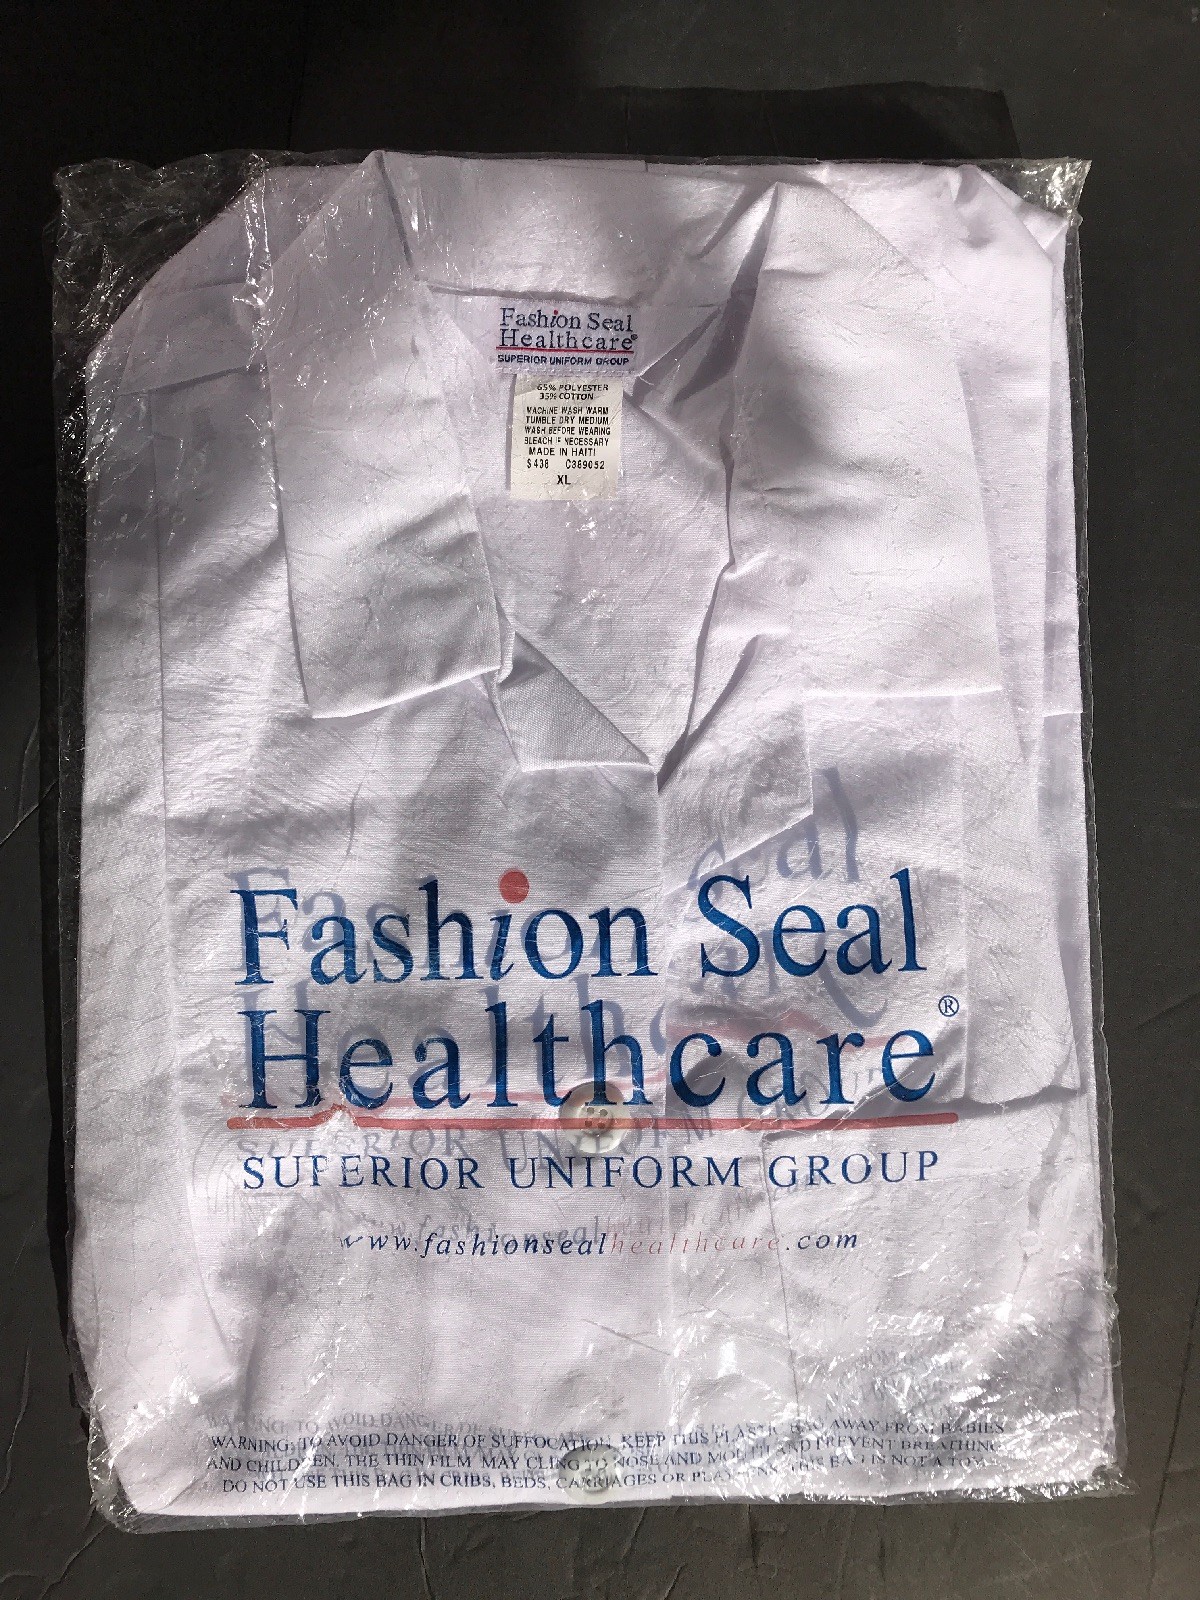 Fashion Seal
Healthcare®
SUPERIOR UNIFORM GROUP
65% POLYESTER
35% COTTON
MACHINE WASH WARM
TUMBLE DRY MEDIUM
WASH BEFORE WEARING
BLEACH IF NECESSARY
MADE IN HAITI
$438 C389052
XL
Fashion Seal
Healthcare®
SUPERIOR UNIFORM GROUP
www.fashionsealhealthcare.com
WARNING: TO AVOID DANGER OF SUFFOCATION, KEEP THIS PLASTIC BAG AWAY FROM BABIES
AND CHILDREN. THE THIN FILM MAY CLING TO NOSE AND MOUTH AND PREVENT BREATHING
DO NOT USE THIS BAG IN CRIBS, BEDS, CARRIAGES OR PLAYPENS. THIS BAG IS NOT A TOY